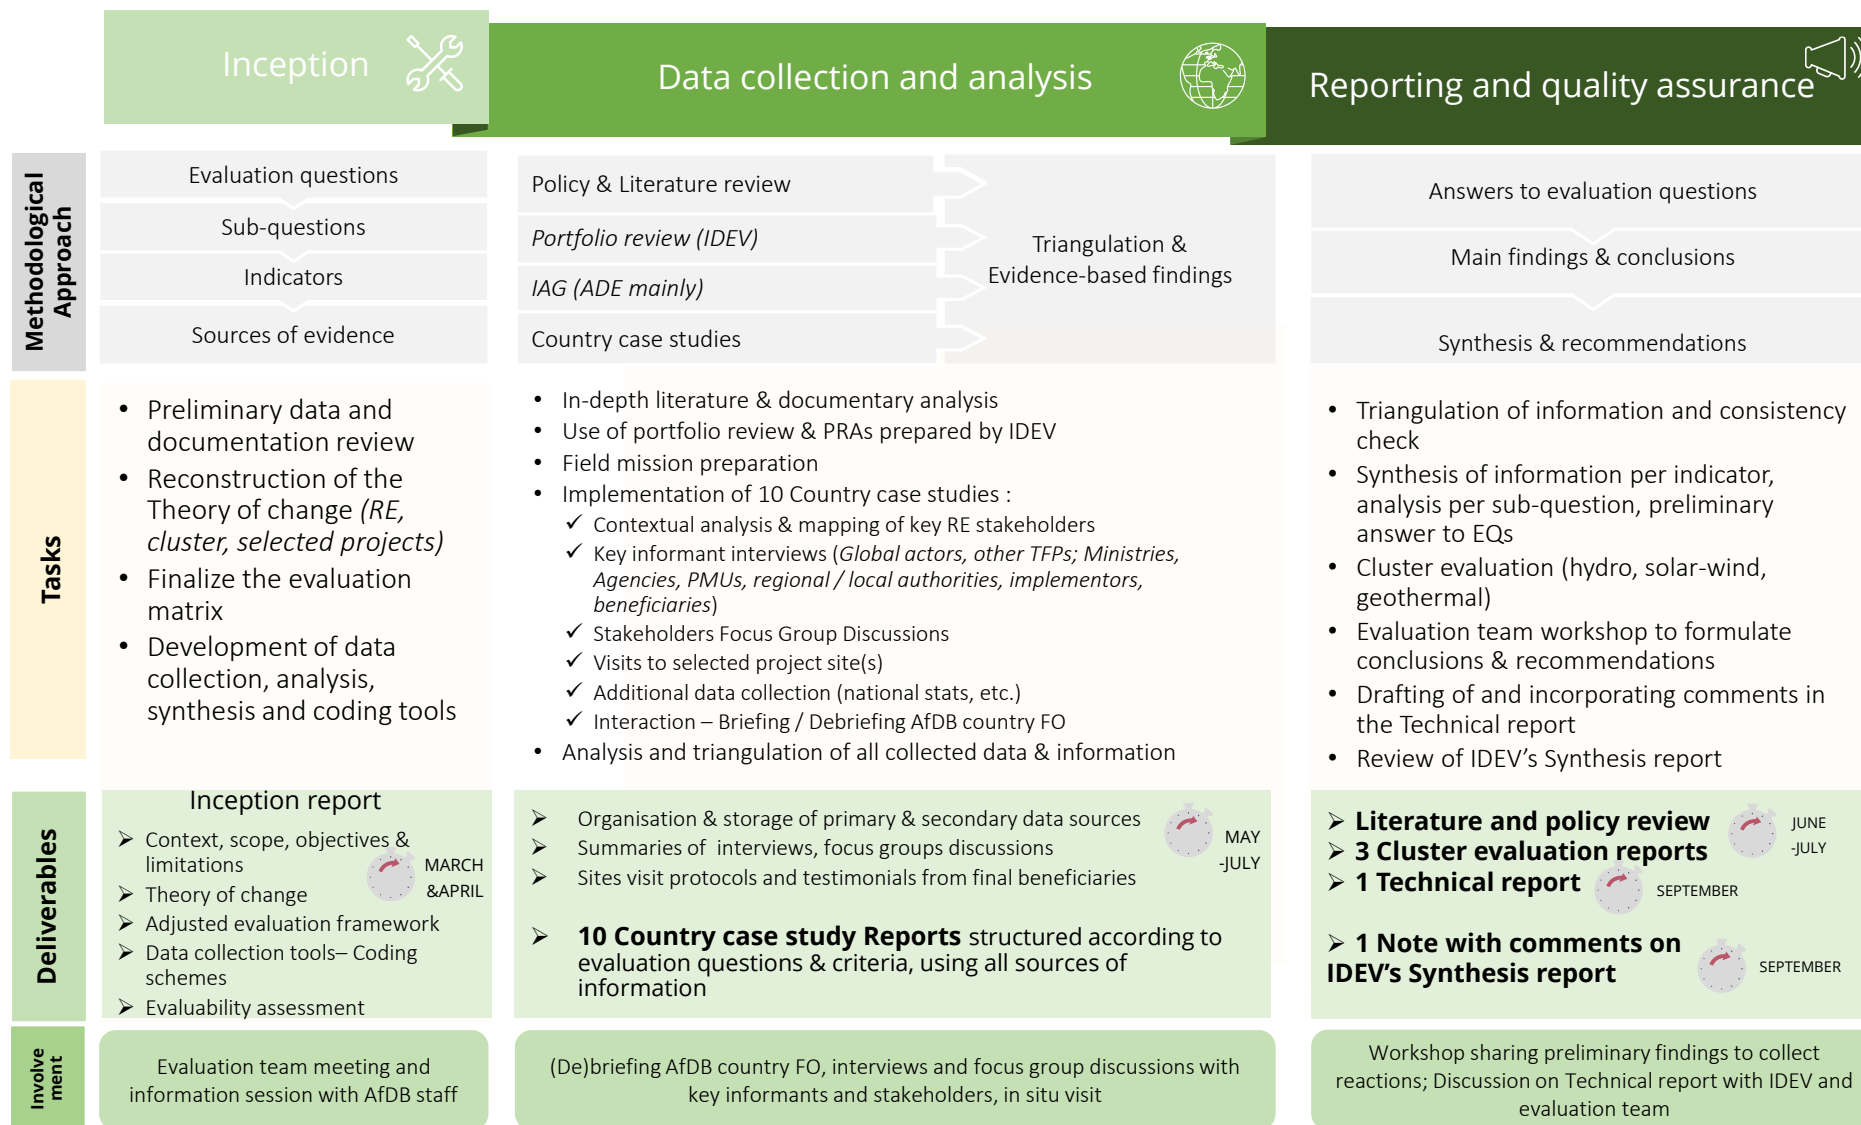 Inception
Data collection and analysis
Reporting and quality assurance
Methodological
Approach
Evaluation questions
Sub-questions
Indicators
Sources of evidence
Policy & Literature review
Portfolio review (IDEV)
IAG (ADE mainly)
Country case studies
Triangulation &
Evidence-based findings
Answers to evaluation questions
Main findings & conclusions
Synthesis & recommendations
Tasks
• Preliminary data and
documentation review
• Reconstruction of the
Theory of change (RE,
cluster, selected projects)
• Finalize the evaluation
matrix
• Development of data
collection, analysis,
synthesis and coding tools
• In-depth literature & documentary analysis
• Use of portfolio review & PRAs prepared by IDEV
• Field mission preparation
• Implementation of 10 Country case studies :
✓ Contextual analysis & mapping of key RE stakeholders
✓ Key informant interviews (Global actors, other TFPs; Ministries,
Agencies, PMUs, regional / local authorities, implementors,
beneficiaries)
✓ Stakeholders Focus Group Discussions
✓ Visits to selected project site(s)
✓ Additional data collection (national stats, etc.)
✓ Interaction – Briefing / Debriefing AfDB country FO
• Analysis and triangulation of all collected data & information
• Triangulation of information and consistency
check
• Synthesis of information per indicator,
analysis per sub-question, preliminary
answer to EQs
• Cluster evaluation (hydro, solar-wind,
geothermal)
• Evaluation team workshop to formulate
conclusions & recommendations
• Drafting of and incorporating comments in
the Technical report
• Review of IDEV's Synthesis report
Deliverables
Inception report
➢ Context, scope, objectives &
limitations
➢ Theory of change
➢ Adjusted evaluation framework
➢ Data collection tools– Coding
schemes
➢ Evaluability assessment
MARCH
&APRIL
➢ Organisation & storage of primary & secondary data sources
➢ Summaries of interviews, focus groups discussions
➢ Sites visit protocols and testimonials from final beneficiaries
MAY
-JULY
➢ 10 Country case study Reports structured according to
evaluation questions & criteria, using all sources of
information
➢ Literature and policy review
➢ 3 Cluster evaluation reports
➢ 1 Technical report
JUNE
-JULY
SEPTEMBER
➢ 1 Note with comments on
IDEV's Synthesis report
SEPTEMBER
Involve
ment
Evaluation team meeting and
information session with AfDB staff
(De)briefing AfDB country FO, interviews and focus group discussions with
key informants and stakeholders, in situ visit
Workshop sharing preliminary findings to collect
reactions; Discussion on Technical report with IDEV and
evaluation team